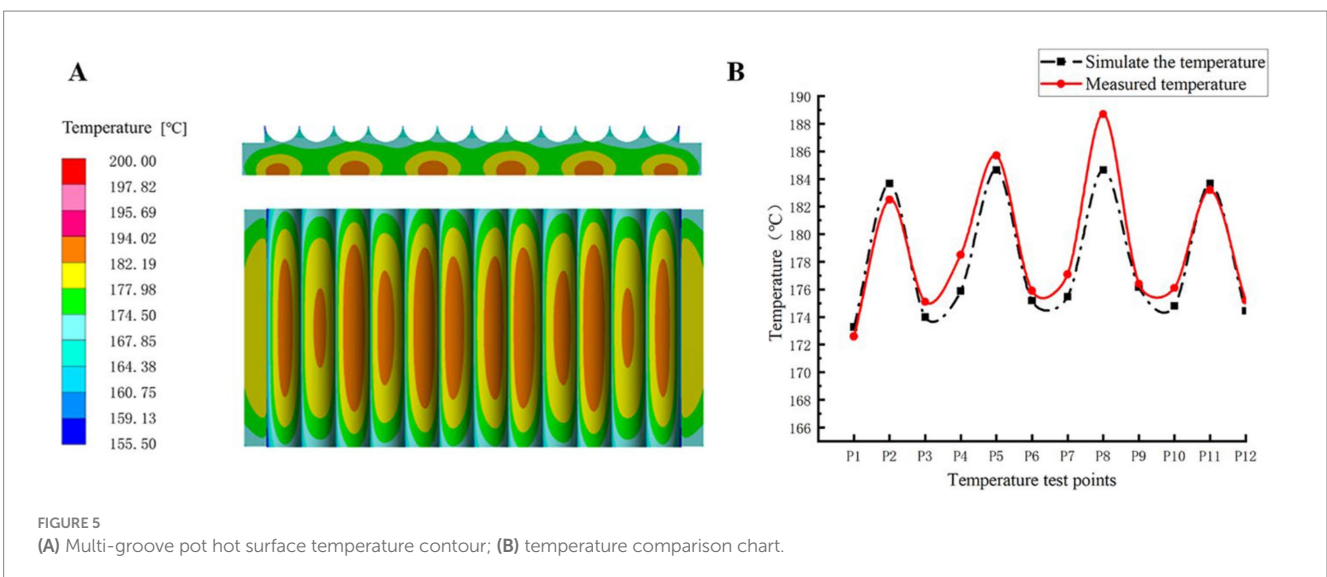 A
Temperature [°C]
200. 00
197. 82
195. 69
194. 02
182. 19
177. 98
174. 50
167. 85
164. 38
160. 75
159. 13
155. 50
B
Simulate the temperature
Measured temperature
190
188
186
184
182
180
178
176
174
172
170
168
166
Temperature（℃）
P1 P2 P3 P4 P5 P6 P7 P8 P9 P10 P11 P12
Temperature test points
FIGURE 5
(A) Multi-groove pot hot surface temperature contour; (B) temperature comparison chart.